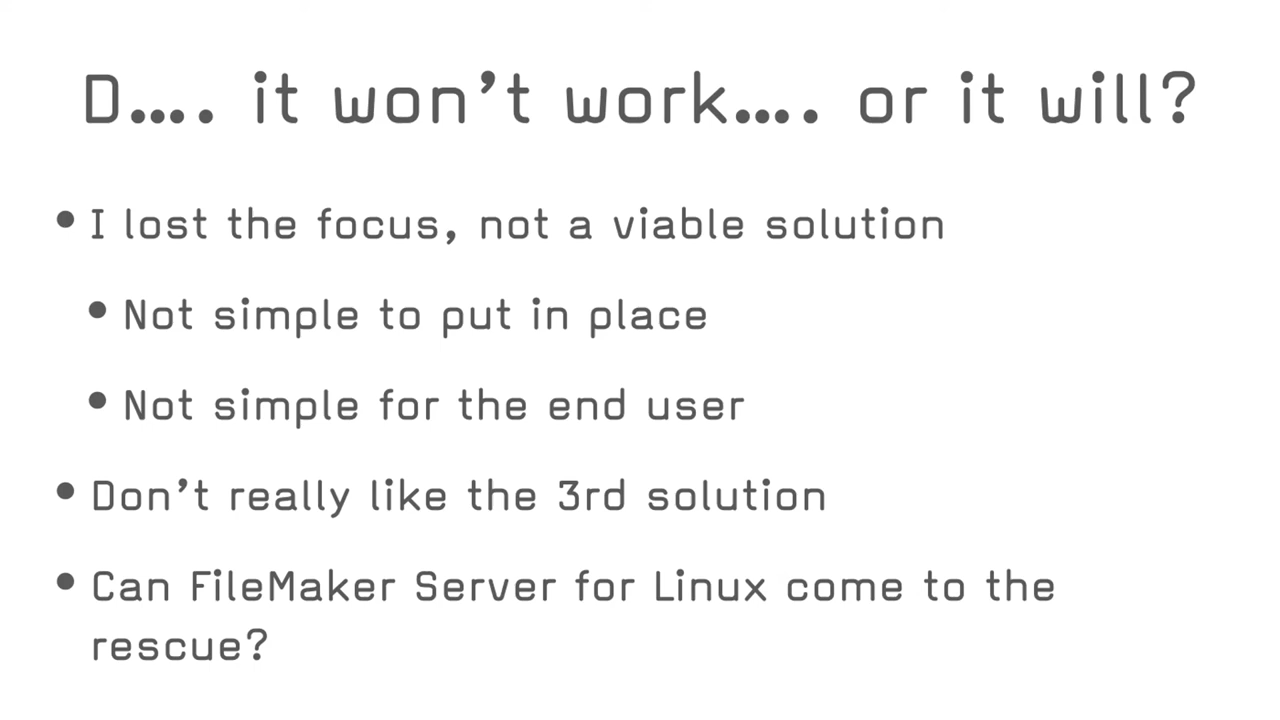 D.... it won't work.... or it will?
• I lost the focus, not a viable solution
• Not simple to put in place
• Not simple for the end user
• Don't really like the 3rd solution
• Can FileMaker Server for Linux come to the
rescue?